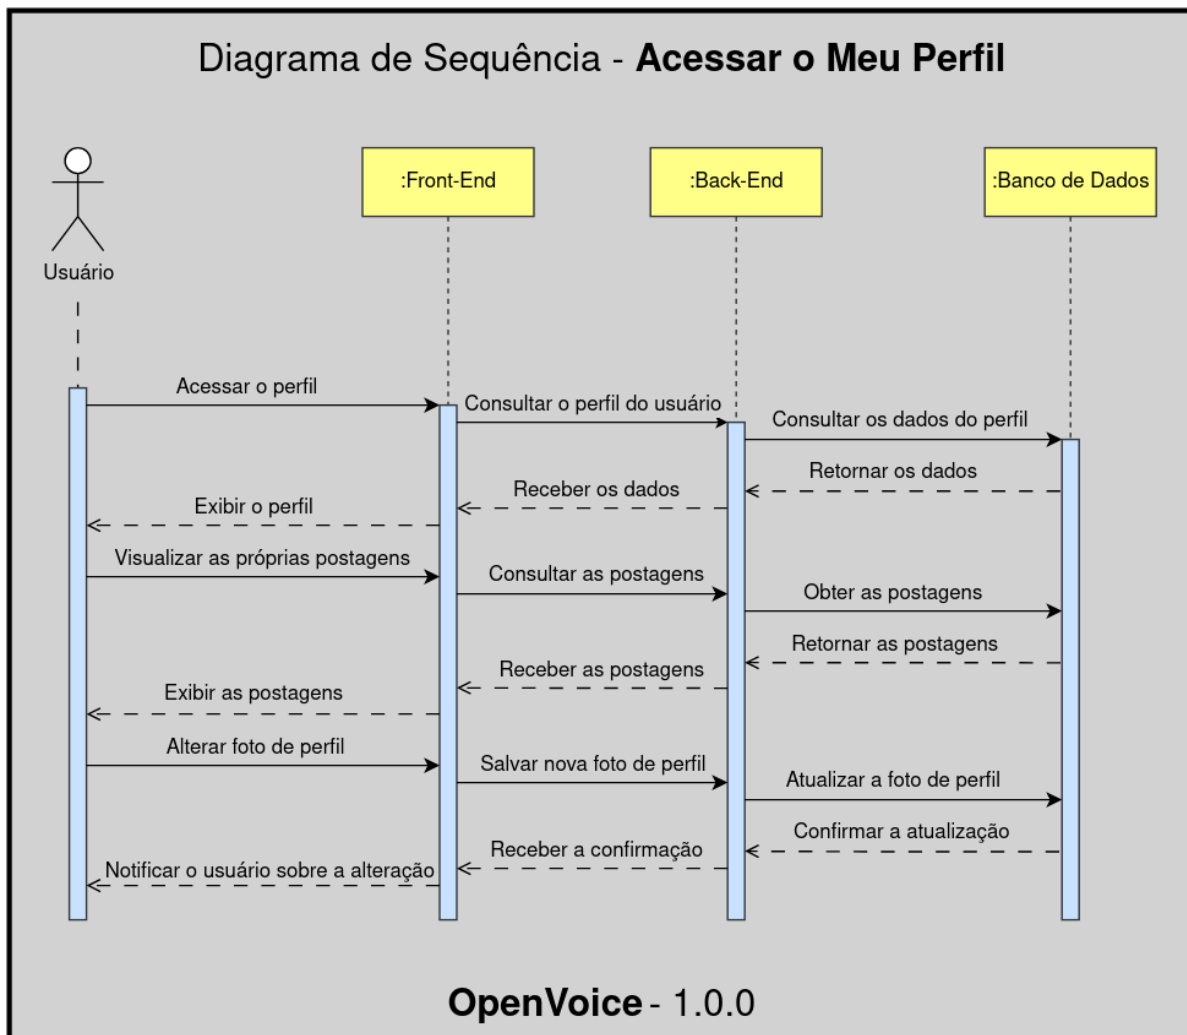 Diagrama de Sequência - Acessar o Meu Perfil
:Front-End
:Back-End
:Banco de Dados
Usuário
Acessar o perfil
Consultar o perfil do usuário
Consultar os dados do perfil
Retornar os dados
Receber os dados
Exibir o perfil
Visualizar as próprias postagens
Consultar as postagens
Obter as postagens
Retornar as postagens
Receber as postagens
Exibir as postagens
Alterar foto de perfil
Salvar nova foto de perfil
Atualizar a foto de perfil
Confirmar a atualização
Receber a confirmação
Notificar o usuário sobre a alteração
OpenVoice - 1.0.0